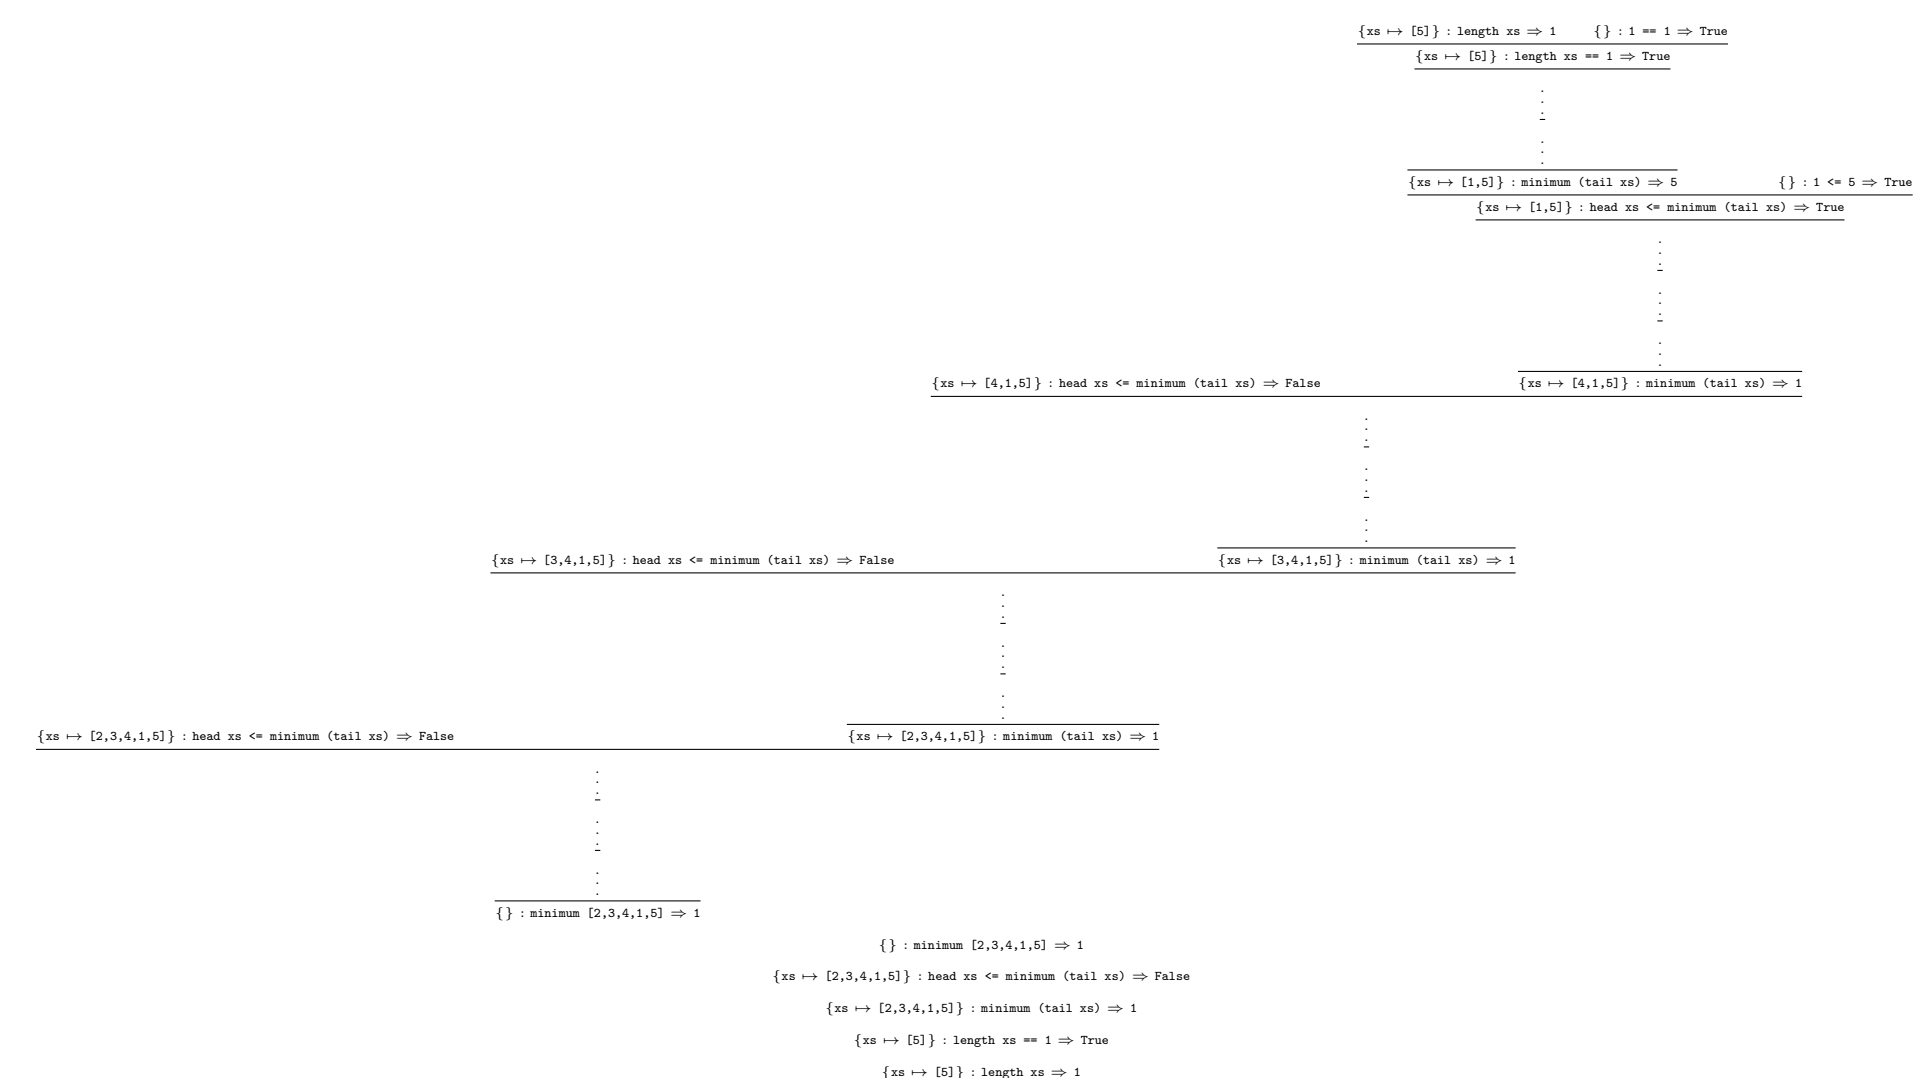 {xs ↦ [5]} : length xs ⇒ 1 {} : 1 == 1 ⇒ True
{xs ↦ [5]} : length xs == 1 ⇒ True
{xs ↦ [1,5]} : minimum (tail xs) ⇒ 5 {} : 1 <= 5 ⇒ True
{xs ↦ [1,5]} : head xs <= minimum (tail xs) ⇒ True
{xs ↦ [4,1,5]} : head xs <= minimum (tail xs) ⇒ False {xs ↦ [4,1,5]} : minimum (tail xs) ⇒ 1
{xs ↦ [3,4,1,5]} : head xs <= minimum (tail xs) ⇒ False {xs ↦ [3,4,1,5]} : minimum (tail xs) ⇒ 1
{xs ↦ [2,3,4,1,5]} : head xs <= minimum (tail xs) ⇒ False {xs ↦ [2,3,4,1,5]} : minimum (tail xs) ⇒ 1
{} : minimum [2,3,4,1,5] ⇒ 1
{} : minimum [2,3,4,1,5] ⇒ 1
{xs ↦ [2,3,4,1,5]} : head xs <= minimum (tail xs) ⇒ False
{xs ↦ [2,3,4,1,5]} : minimum (tail xs) ⇒ 1
{xs ↦ [5]} : length xs == 1 ⇒ True
{xs ↦ [5]} : length xs ⇒ 1